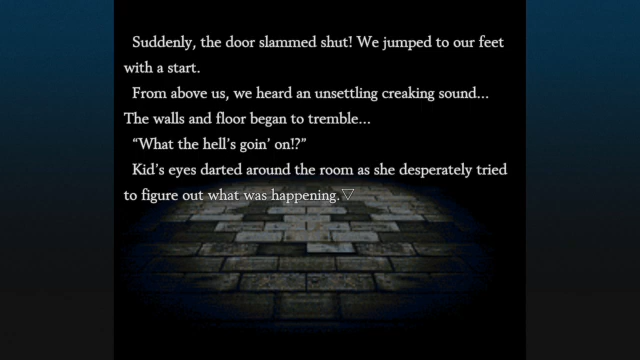 Suddenly, the door slammed shut! We jumped to our feet
with a start.
From above us, we heard an unsettling creaking sound...
The walls and floor began to tremble...
“What the hell’s goin’ on!?”
Kid’s eyes darted around the room as she desperately tried
to figure out what was happening.▽